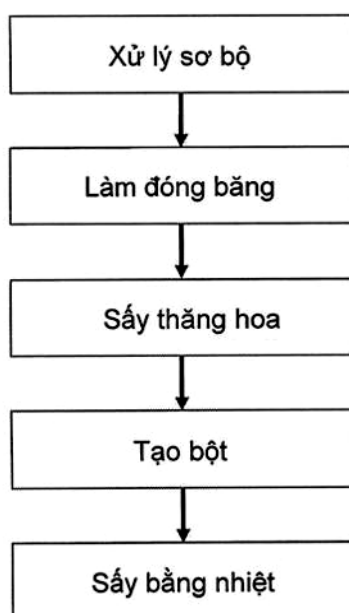 Xử lý sơ bộ
Làm đóng băng
Sấy thăng hoa
Tạo bột
Sấy bằng nhiệt